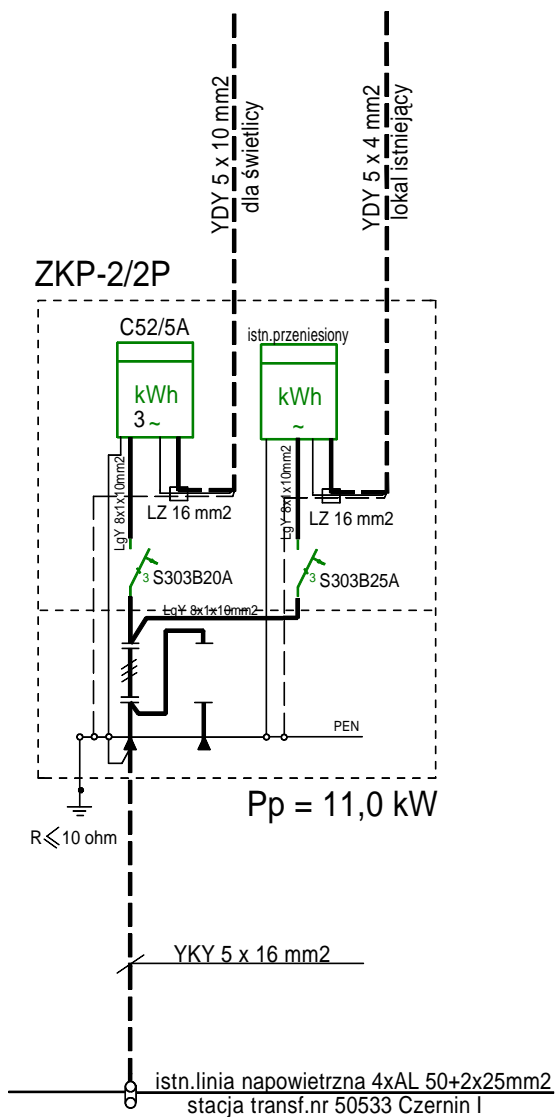 YDY 5 x 10 mm2
dla świetlicy
YDY 5 x 4 mm2
lokal istniejący
ZKP-2/2P
C52/5A
istn.przeniesiony
kWh
3 ~
kWh
~
LgY 8x1x10mm2
LZ 16 mm2
LgY 8x1x10mm2
LZ 16 mm2
3
S303B20A
3
S303B25A
LgY 8x1x10mm2
PEN
Pp = 11,0 kW
R ⩽ 10 ohm
YKY 5 x 16 mm2
istn.linia napowietrzna 4xAL 50+2x25mm2
stacja transf.nr 50533 Czernin I